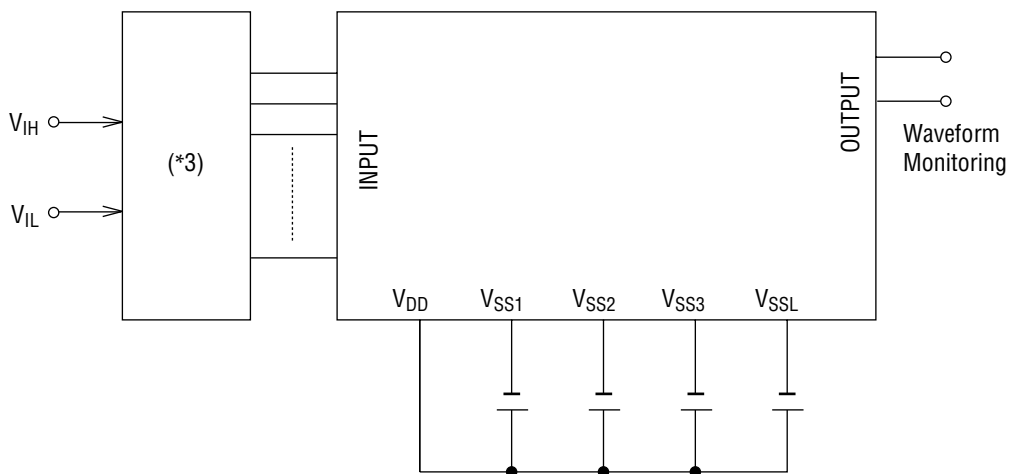 V_IH
V_IL
(*3)
INPUT
OUTPUT
Waveform
Monitoring
V_DD
V_SS1
V_SS2
V_SS3
V_SSL